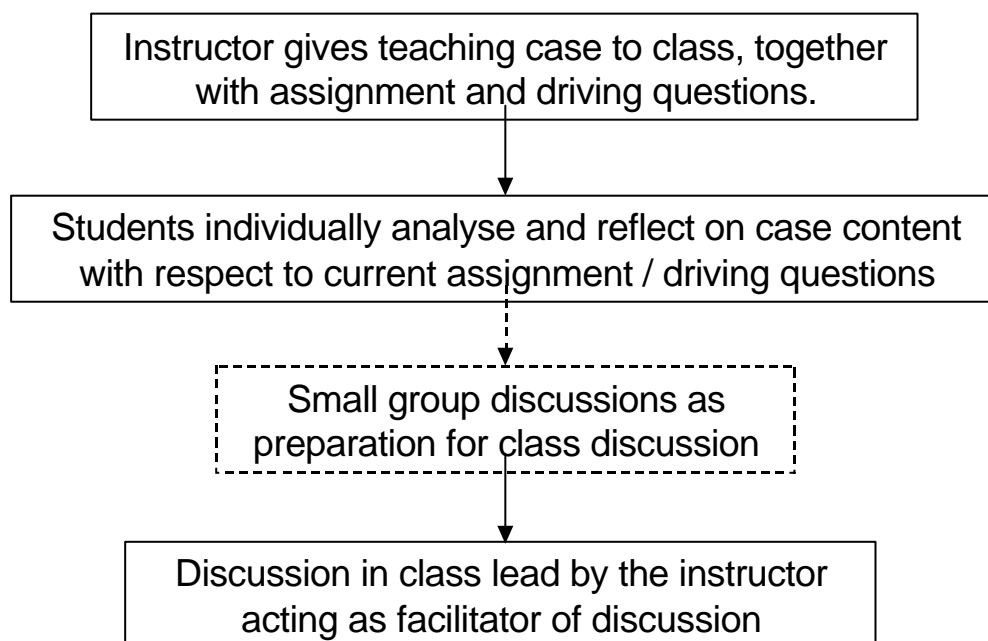 Instructor gives teaching case to class, together
with assignment and driving questions.
Students individually analyse and reflect on case content
with respect to current assignment / driving questions
Small group discussions as
preparation for class discussion
Discussion in class lead by the instructor
acting as facilitator of discussion